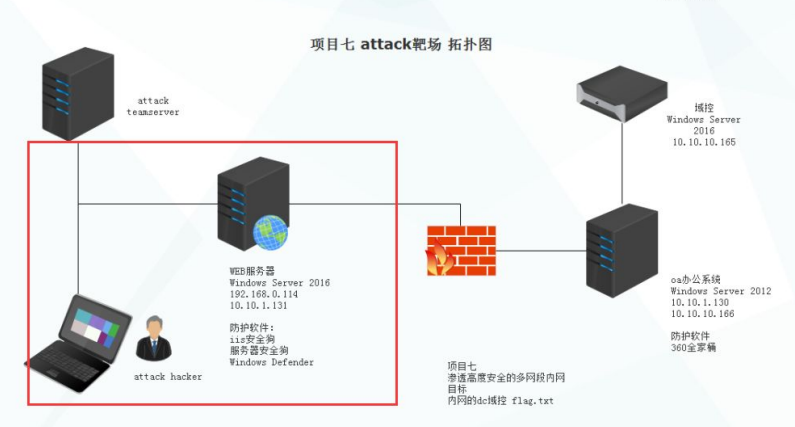 项目七 attack靶场 拓扑图
attack
teamserver
域控
Windows Server
2016
10.10.10.165
WEB服务器
Windows Server 2016
192.168.0.114
10.10.1.131
防护软件:
iis安全狗
服务器安全狗
Windows Defender
oa办公系统
Windows Server 2012
10.10.1.130
10.10.10.166
防护软件
360全家桶
attack hacker
项目七
渗透高度安全的多网段内网
目标
内网的dc域控 flag.txt